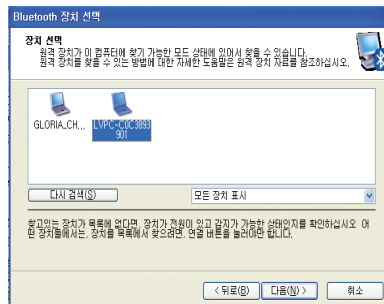 Bluetooth 장치 선택
장치 선택
원격 장치가 이 컴퓨터에 찾기 가능한 모드 상태에 있어서 찾을 수 있습니다.
원격 장치를 찾을 수 있는 방법에 대한 자세한 도움말은 원격 장치 자료를 참조하십시오.
GLORIA_CH...
LVPC-C0C3893
901
다시 검색(S)
모든 장치 표시
찾고있는 장치가 목록에 없다면, 장치가 전원이 있고 감지가 가능한 상태인지를 확인하십시오 어
떤 장치들에서는, 장치를 목록에서 찾으려면, 연결 버튼을 눌러야만 합니다.
< 뒤로(B)
다음(N) >
취소